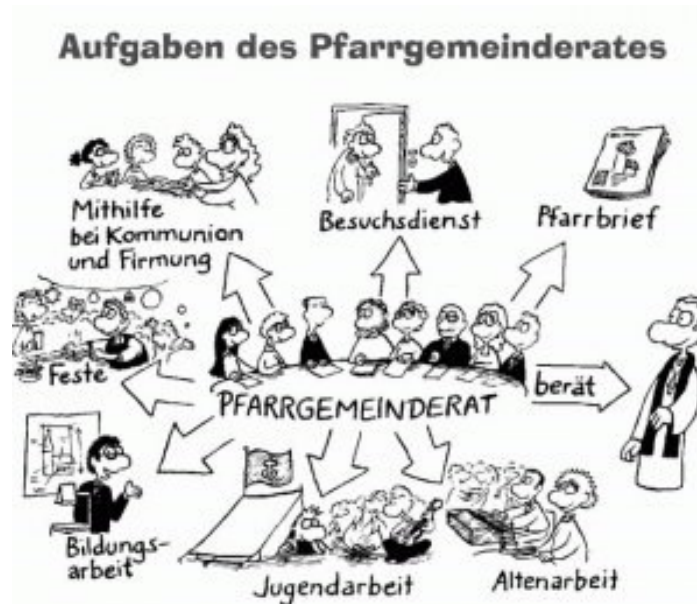 Aufgaben des Pfarrgemeinderates
Mithilfe
bei Kommunion
und Firmung
Besuchsdienst
Pfarrbrief
Feste
PFARRGEMEINDERAT
berät
Bildungs-
arbeit
Jugendarbeit
Altenarbeit